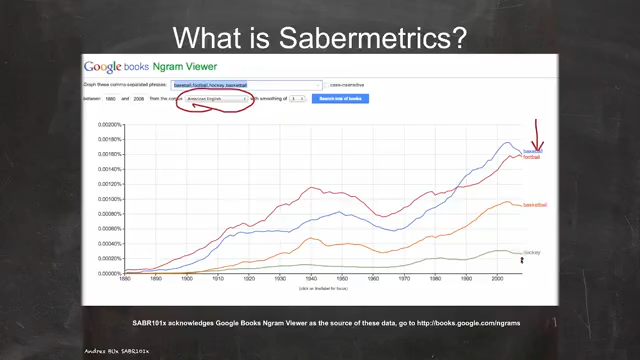 What is Sabermetrics?
Google books Ngram Viewer
Graph these comma-separated phrases: baseball,football,hockey,basketball case-insensitive
between 1880 and 2008 from the corpus American English with smoothing of 3 Search lots of books
0.00200%
0.00180%
0.00160%
0.00140%
0.00120%
0.00100%
0.00080%
0.00060%
0.00040%
0.00020%
0.00000%
baseball
football
basketball
hockey
1880 1890 1900 1910 1920 1930 1940 1950 1960 1970 1980 1990 2000
(click on line/label for focus)
SABR101x acknowledges Google Books Ngram Viewer as the source of these data, go to http://books.google.com/ngrams
Andres BUx SABR101x